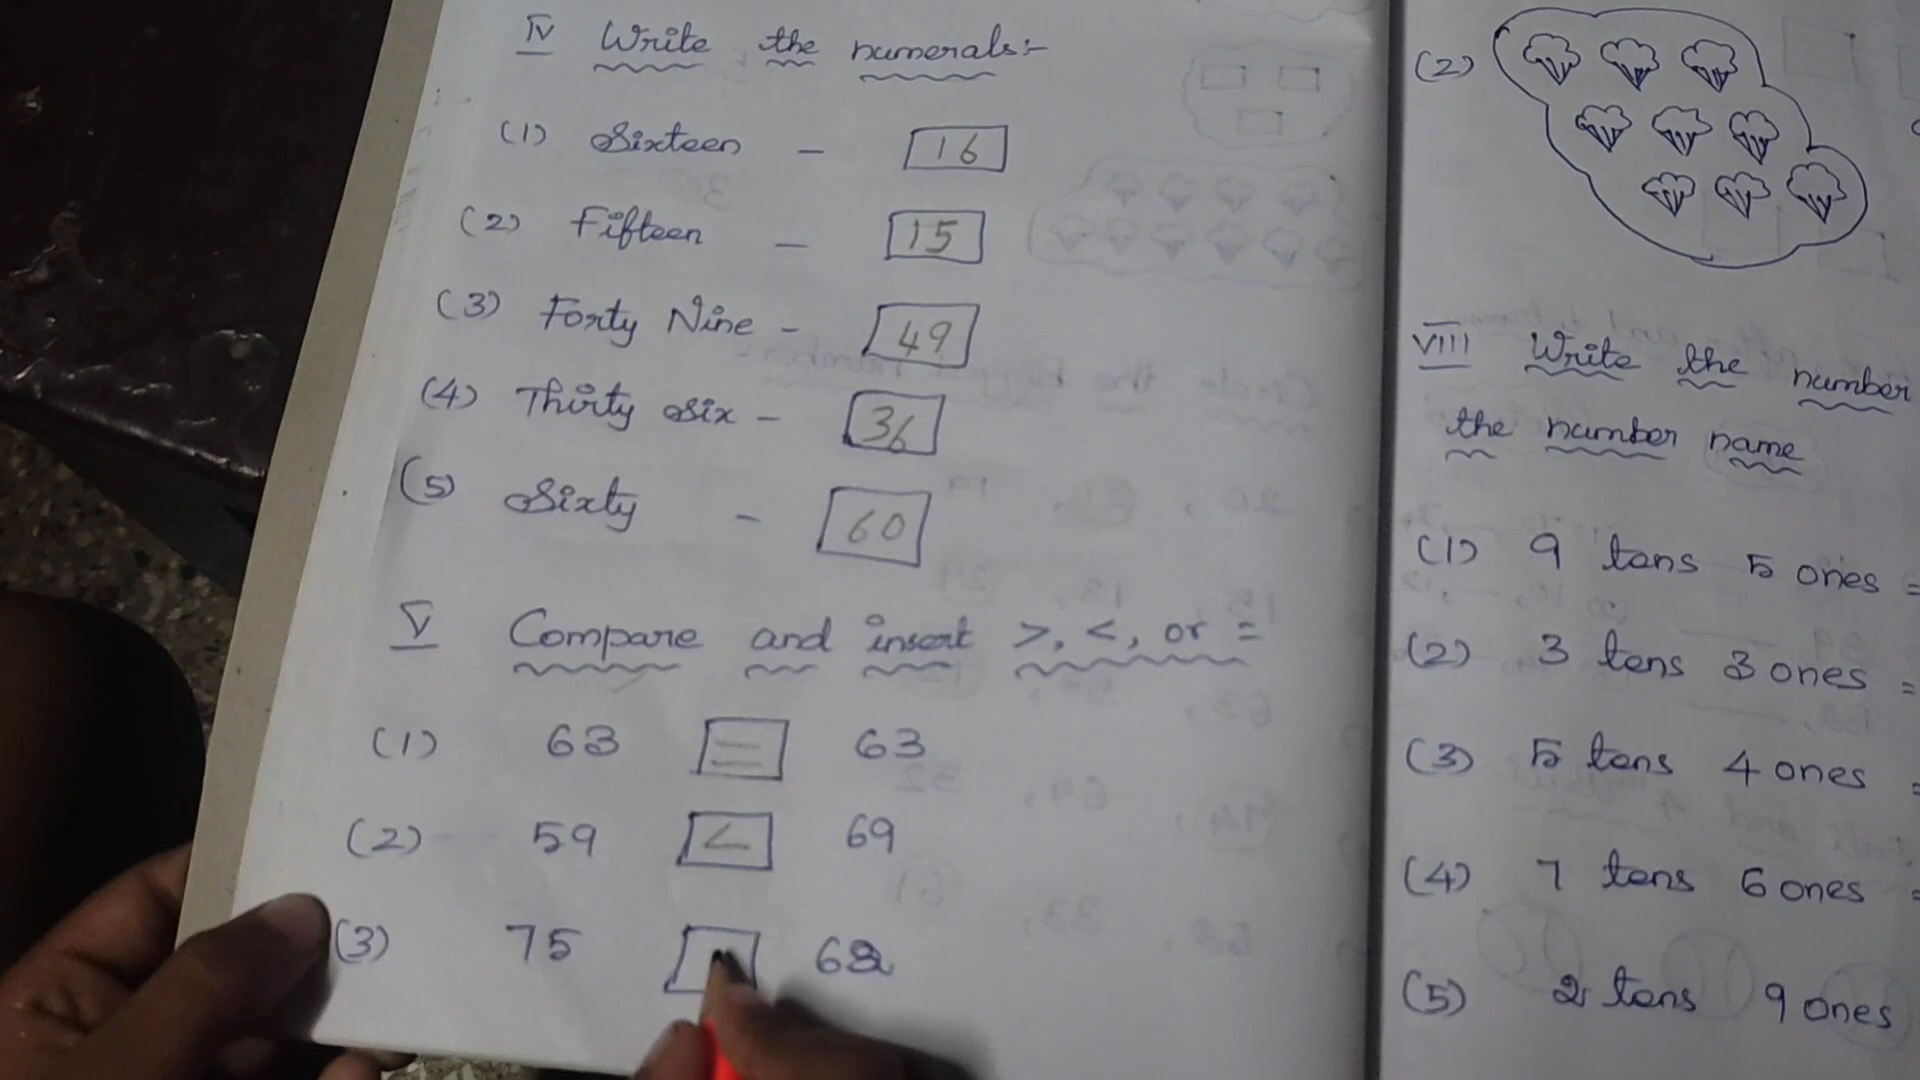 IV Write the numerals:-
(1) Sixteen - 16
(2) Fifteen - 15
(3) Forty Nine - 49
(4) Thirty Six - 36
(5) Sixty - 60
V Compare and insert >, <, or =
(1) 63 = 63
(2) 59 < 69
(3) 75
(2)
VIII Write the number
the number name
(1) 9 tens 5 ones =
(2) 3 tens 3 ones =
(3) 5 tens 4 ones =
(4) 7 tens 6 ones =
(5) 2 tens 9 ones